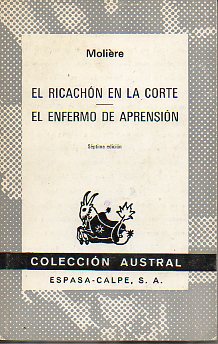 Molière
EL RICACHÓN EN LA CORTE
EL ENFERMO DE APRENSIÓN
Séptima edición
COLECCIÓN AUSTRAL
ESPASA-CALPE, S. A.